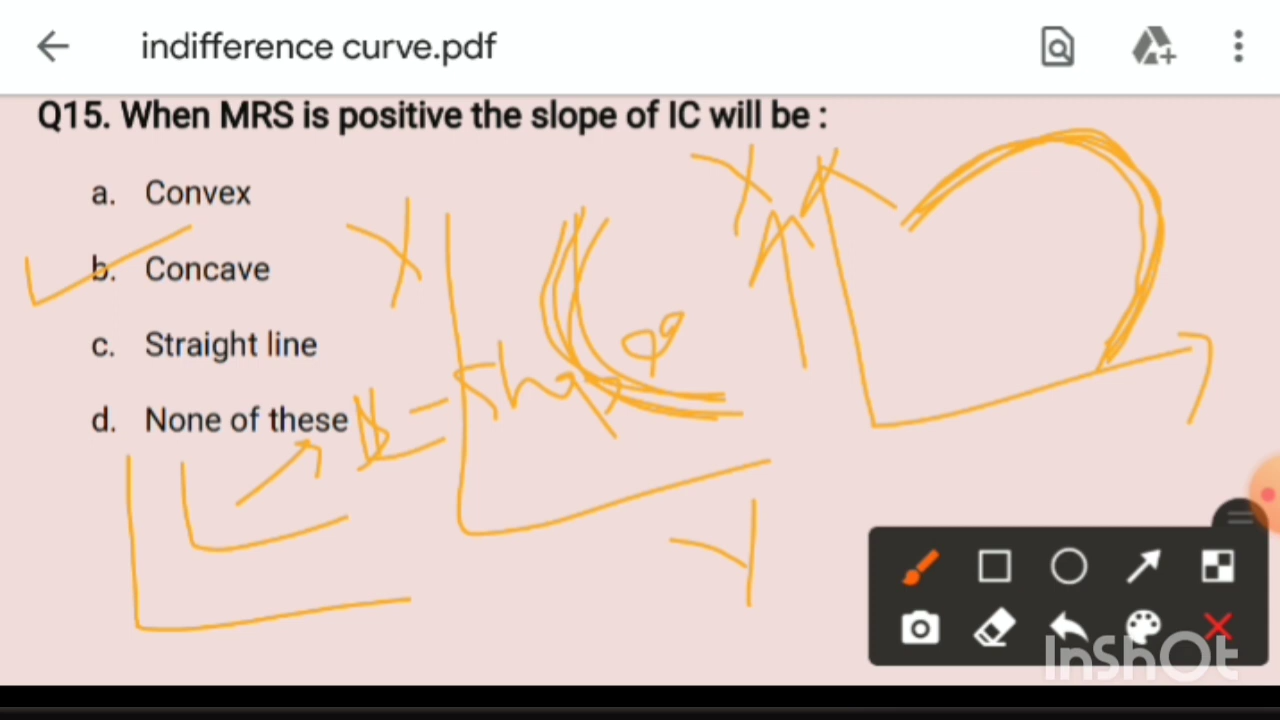 indifference curve.pdf
Q15. When MRS is positive the slope of IC will be :
a. Convex
b. Concave
c. Straight line
d. None of these
L = Shap
InShOt